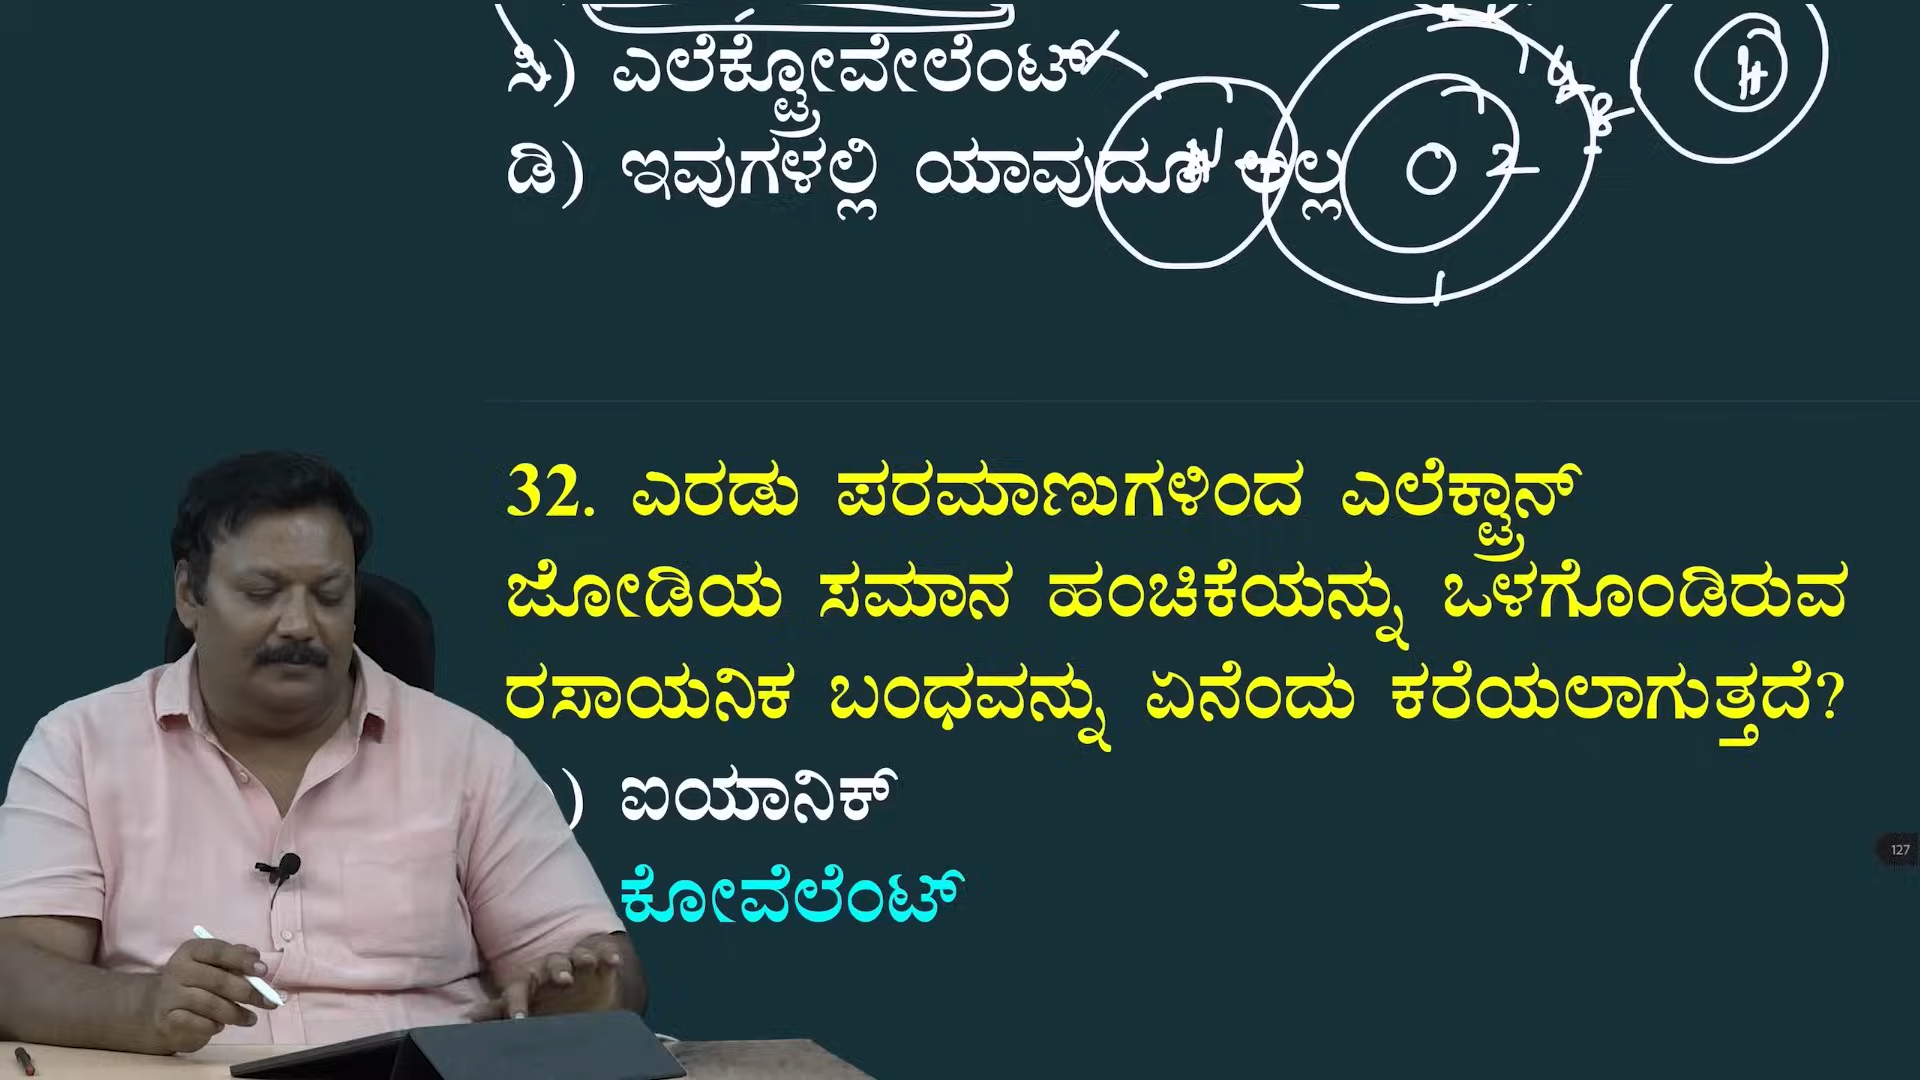 ಸಿ) ಎಲೆಕ್ಟ್ರೋವೇಲೆಂಟ್
ಡಿ) ಇವುಗಳಲ್ಲಿ ಯಾವುದೂ ಅಲ್ಲ
H
H
O
2
32. ಎರಡು ಪರಮಾಣುಗಳಿಂದ ಎಲೆಕ್ಟ್ರಾನ್
ಜೋಡಿಯ ಸಮಾನ ಹಂಚಿಕೆಯನ್ನು ಒಳಗೊಂಡಿರುವ
ರಸಾಯನಿಕ ಬಂಧವನ್ನು ಏನೆಂದು ಕರೆಯಲಾಗುತ್ತದೆ?
) ಐಯಾನಿಕ್
ಕೋವೆಲೆಂಟ್
127